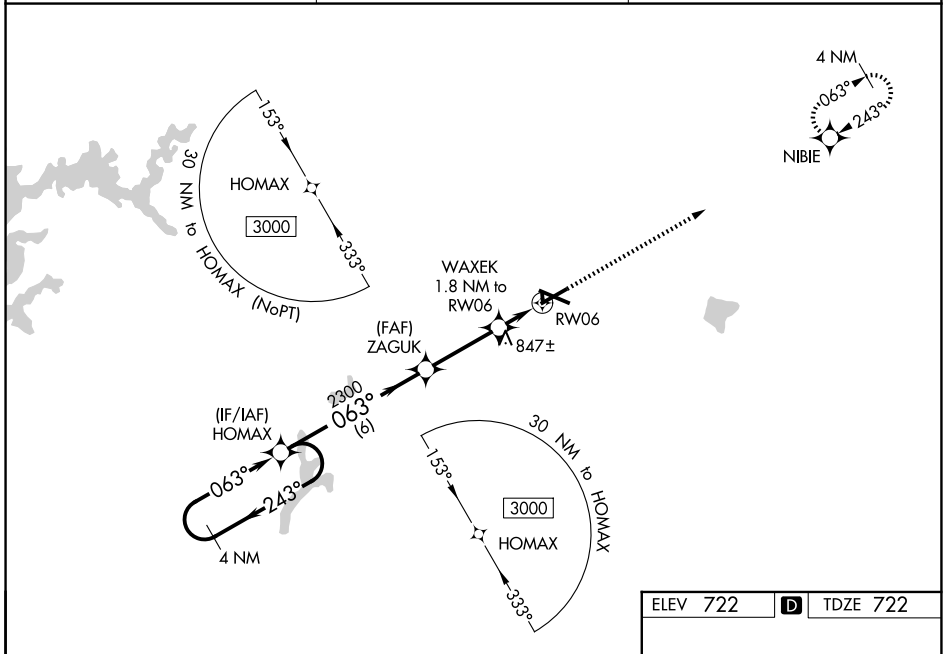 4 NM
063°
243°
NIBIE
153°
HOMAX
3000
333°
30 NM to HOMAX (NoPT)
WAXEK
1.8 NM to
RW06
RW06
847±
(FAF)
ZAGUK
2300
063°
(6)
(IF/IAF)
HOMAX
063°
243°
4 NM
30 NM to HOMAX
153°
3000
HOMAX
333°
ELEV 722 D TDZE 722